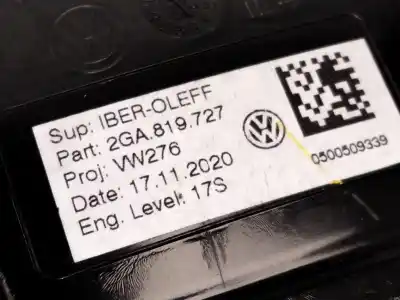 Sup: IBER-OLEFF
Part: 2GA.819.727
Proj: VW276
Date: 17.11.2020
Eng. Level: 17S
0500509339